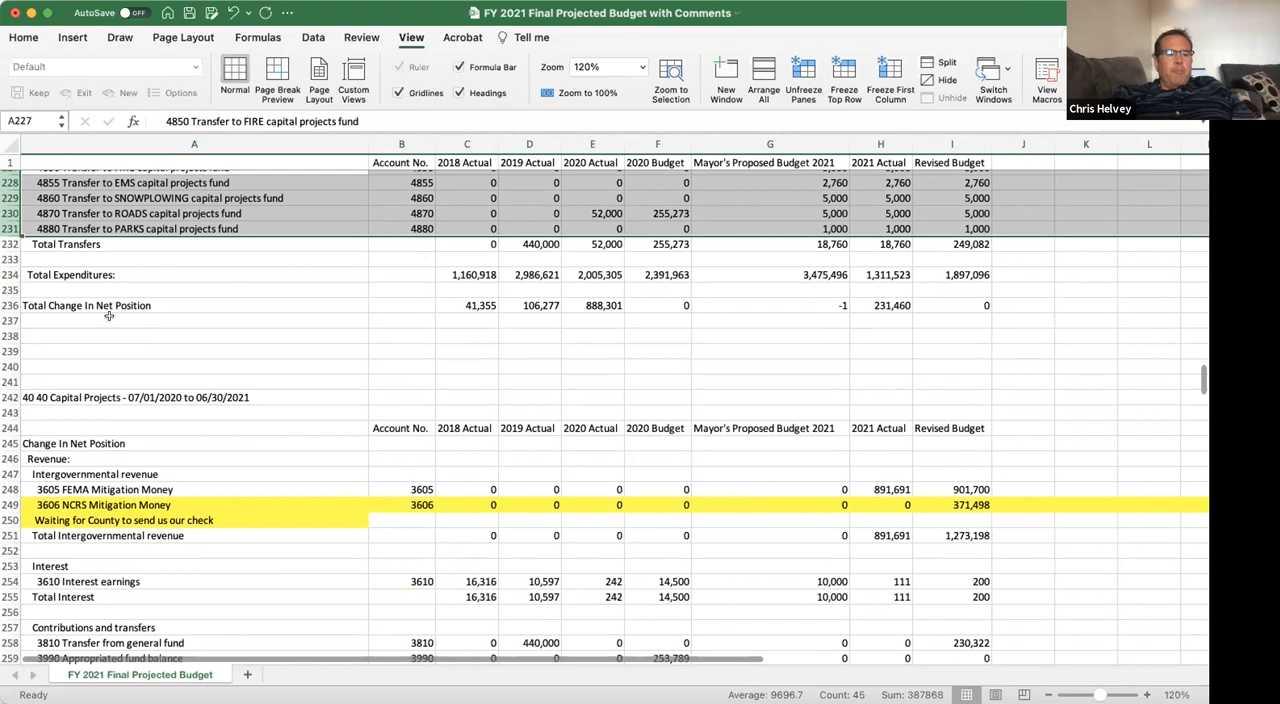 AutoSave OFF FY 2021 Final Projected Budget with Comments
Home Insert Draw Page Layout Formulas Data Review View Acrobat Tell me
Default
Keep Exit New Options
Normal Page Break Preview Page Layout Custom Views
Ruler Formula Bar
Gridlines Headings
Zoom 120%
Zoom to 100%
Zoom to Selection
New Window Arrange All Unfreeze Panes Freeze Top Row Freeze First Column
Split
Hide
Unhide
Switch Windows View Macros
Chris Helvey
A227 fx 4850 Transfer to FIRE capital projects fund
A B C D E F G H I J K L
1 Account No. 2018 Actual 2019 Actual 2020 Actual 2020 Budget Mayor's Proposed Budget 2021 2021 Actual Revised Budget
228 4855 Transfer to EMS capital projects fund 4855 0 0 0 0 2,760 2,760 2,760
229 4860 Transfer to SNOWPLOWING capital projects fund 4860 0 0 0 0 5,000 5,000 5,000
230 4870 Transfer to ROADS capital projects fund 4870 0 0 52,000 255,273 5,000 5,000 5,000
231 4880 Transfer to PARKS capital projects fund 4880 0 0 0 0 1,000 1,000 1,000
232 Total Transfers 0 440,000 52,000 255,273 18,760 18,760 249,082
233
234 Total Expenditures: 1,160,918 2,986,621 2,005,305 2,391,963 3,475,496 1,311,523 1,897,096
235
236 Total Change In Net Position 41,355 106,277 888,301 0 -1 231,460 0
237
238
239
240
241
242 40 40 Capital Projects - 07/01/2020 to 06/30/2021
243
244 Account No. 2018 Actual 2019 Actual 2020 Actual 2020 Budget Mayor's Proposed Budget 2021 2021 Actual Revised Budget
245 Change In Net Position
246 Revenue:
247 Intergovernmental revenue
248 3605 FEMA Mitigation Money 3605 0 0 0 0 0 891,691 901,700
249 3606 NCRS Mitigation Money 3606 0 0 0 0 0 0 371,498
250 Waiting for County to send us our check
251 Total Intergovernmental revenue 0 0 0 0 0 891,691 1,273,198
252
253 Interest
254 3610 Interest earnings 3610 16,316 10,597 242 14,500 10,000 111 200
255 Total Interest 16,316 10,597 242 14,500 10,000 111 200
256
257 Contributions and transfers
258 3810 Transfer from general fund 3810 0 440,000 0 0 0 0 230,322
259 3990 Appropriated fund balance 3990 0 0 0 253,789 0 0 0
FY 2021 Final Projected Budget
Ready Average: 9696.7 Count: 45 Sum: 387868 120%